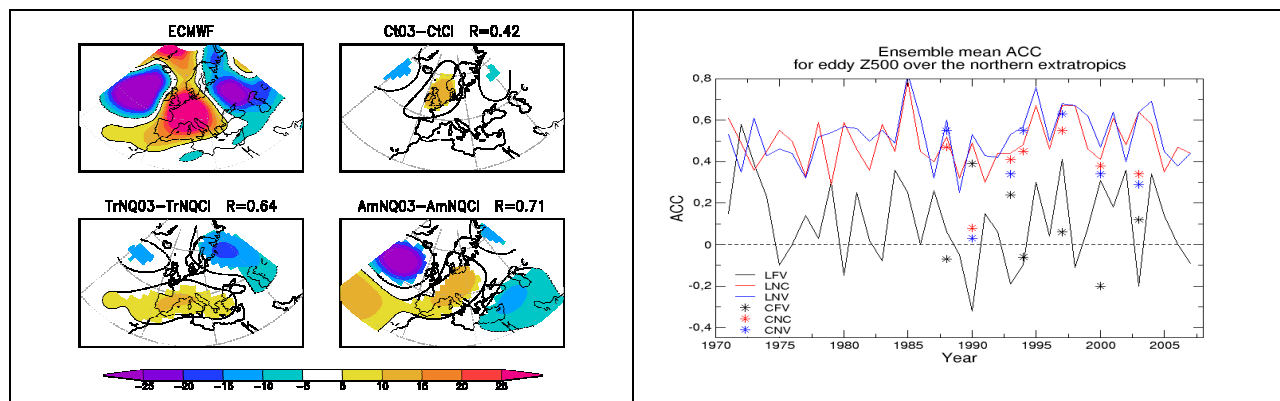 ECMWF
Ct03-CtCl R=0.42
TrNQ03-TrNQCl R=0.64
AmNQ03-AmNQCl R=0.71
-25 -20 -15 -10 -5 5 10 15 20 25
Ensemble mean ACC
for eddy Z500 over the northern extratropics
0,8
0,6
0,4
0,2
0
-0,2
-0,4
ACC
LFV
LNC
LNV
CFV
CNC
CNV
1970 1975 1980 1985 1990 1995 2000 2005
Year